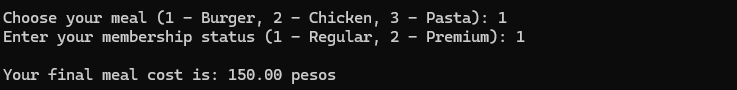 Choose your meal (1 - Burger, 2 - Chicken, 3 - Pasta): 1
Enter your membership status (1 - Regular, 2 - Premium): 1
Your final meal cost is: 150.00 pesos